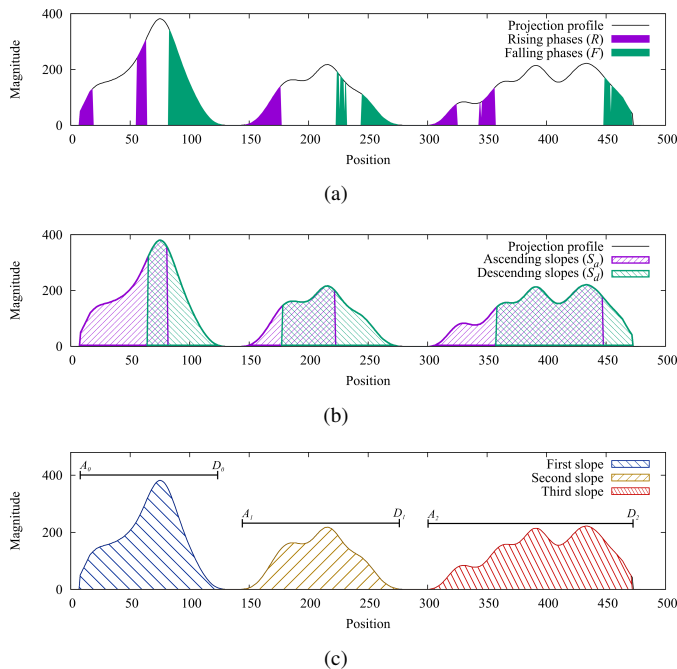 Projection profile
Rising phases (R)
Falling phases (F)
Magnitude
400
200
0
0 50 100 150 200 250 300 350 400 450 500
Position
(a)
Projection profile
Ascending slopes (Sa)
Descending slopes (Sd)
Magnitude
400
200
0
0 50 100 150 200 250 300 350 400 450 500
Position
(b)
First slope
Second slope
Third slope
A0 D0
A1 D1
A2 D2
Magnitude
400
200
0
0 50 100 150 200 250 300 350 400 450 500
Position
(c)